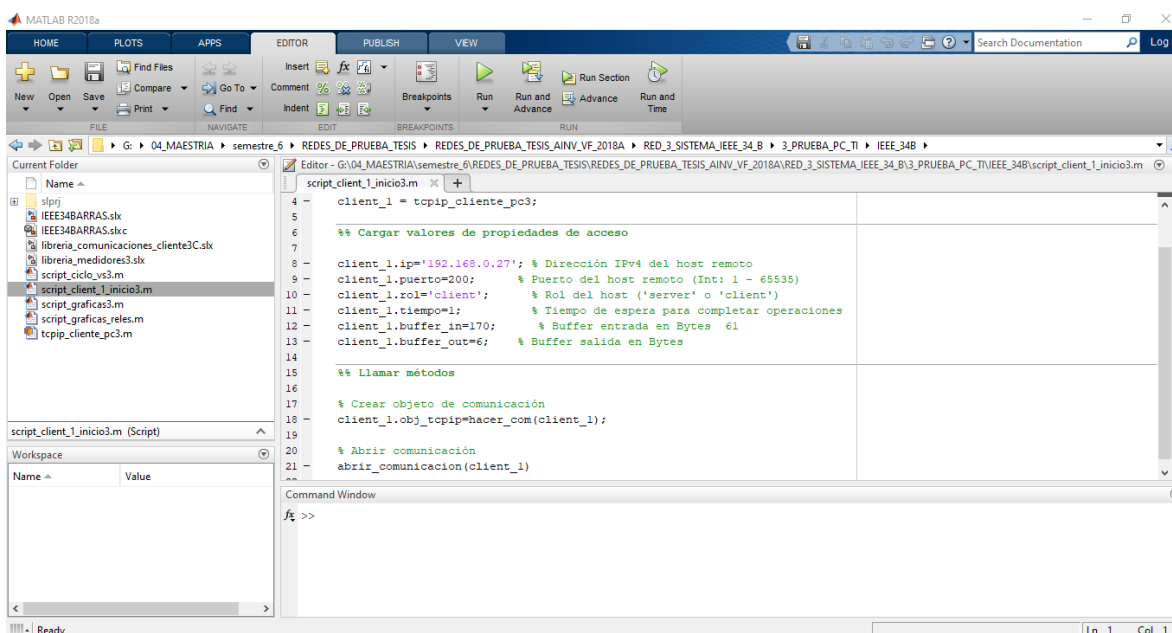 MATLAB R2018a
HOME PLOTS APPS EDITOR PUBLISH VIEW Search Documentation Log
New Open Save Find Files Compare Print
Go To Find
Insert fx
Comment
Indent
Breakpoints
Run
Run and Advance
Run Section
Advance
Run and Time
FILE NAVIGATE EDIT BREAKPOINTS RUN
G: 04_MAESTRIA semestre_6 REDES_DE_PRUEBA_TESIS REDES_DE_PRUEBA_TESIS_AINV_VF_2018A RED_3_SISTEMA_IEEE_34_B 3_PRUEBA_PC_TI IEEE_34B
Current Folder
Name
slprj
IEEE34BARRAS.slx
IEEE34BARRAS.slxc
libreria_comunicaciones_cliente3C.slx
libreria_medidores3.slx
script_ciclo_vs3.m
script_client_1_inicio3.m
script_graficas3.m
script_graficas_reles.m
tcpip_cliente_pc3.m
script_client_1_inicio3.m (Script)
Workspace
Name Value
Editor - G:\04_MAESTRIA\semestre_6\REDES_DE_PRUEBA_TESIS\REDES_DE_PRUEBA_TESIS_AINV_VF_2018A\RED_3_SISTEMA_IEEE_34_B\3_PRUEBA_PC_TI\IEEE_34B\script_client_1_inicio3.m
script_client_1_inicio3.m
4 - client_1 = tcpip_cliente_pc3;
5
6 %% Cargar valores de propiedades de acceso
7
8 - client_1.ip='192.168.0.27'; % Dirección IPv4 del host remoto
9 - client_1.puerto=200; % Puerto del host remoto (Int: 1 - 65535)
10 - client_1.rol='client'; % Rol del host ('server' o 'client')
11 - client_1.tiempo=1; % Tiempo de espera para completar operaciones
12 - client_1.buffer_in=170; % Buffer entrada en Bytes 61
13 - client_1.buffer_out=6; % Buffer salida en Bytes
14
15 %% Llamar métodos
16
17 % Crear objeto de comunicación
18 - client_1.obj_tcpip=hacer_com(client_1);
19
20 % Abrir comunicación
21 - abrir_comunicacion(client_1)
Command Window
fx >>
Ready
Ln 1 Col 1